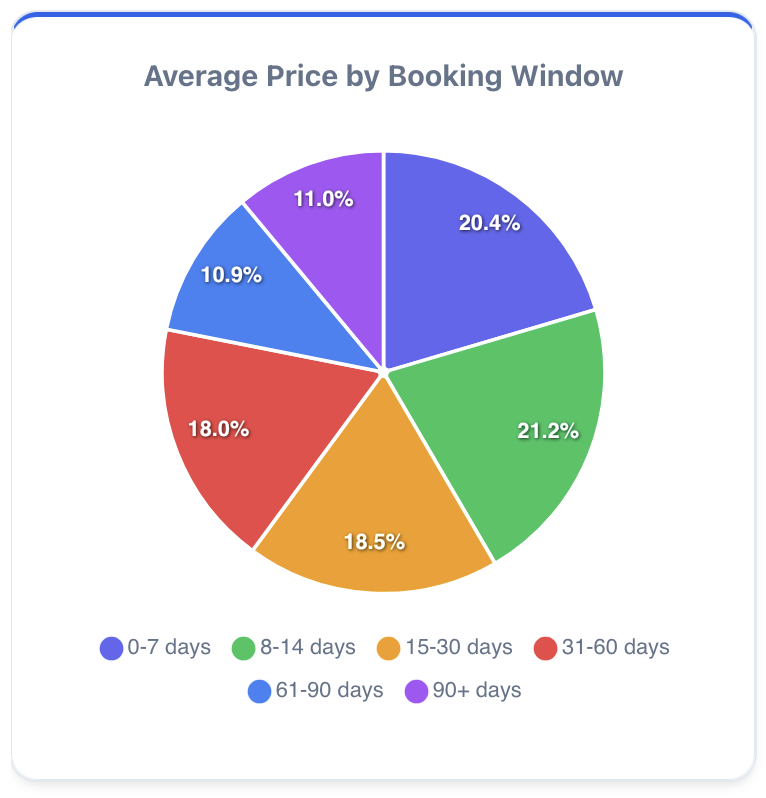 Average Price by Booking Window
11.0%
20.4%
10.9%
18.0%
21.2%
18.5%
0-7 days 8-14 days 15-30 days 31-60 days
61-90 days 90+ days